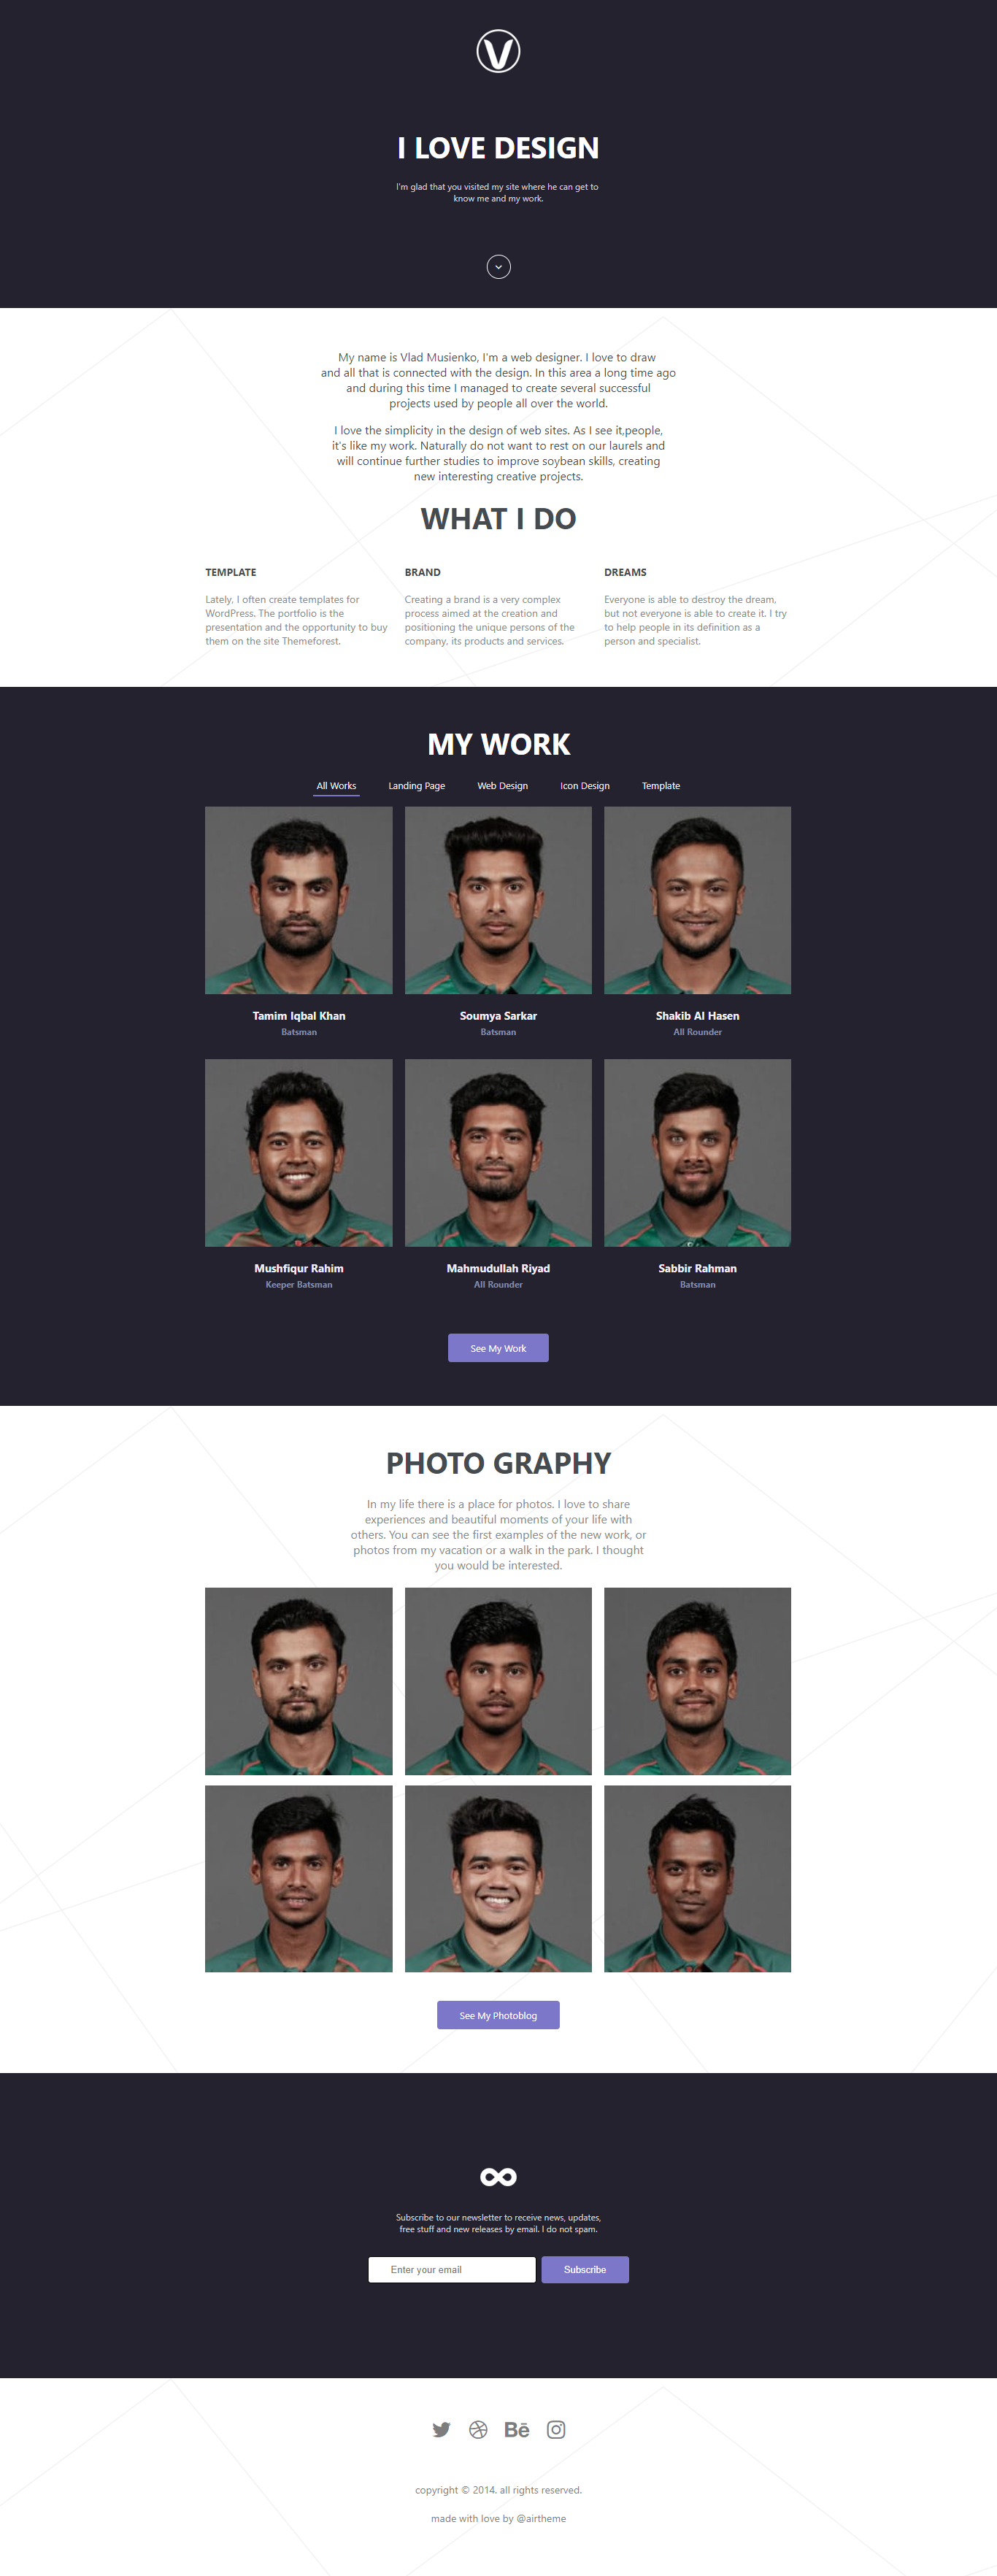 V
I LOVE DESIGN
I'm glad that you visited my site where he can get to
know me and my work.
My name is Vlad Musienko, I'm a web designer. I love to draw
and all that is connected with the design. In this area a long time ago
and during this time I managed to create several successful
projects used by people all over the world.
I love the simplicity in the design of web sites. As I see it,people,
it's like my work. Naturally do not want to rest on our laurels and
will continue further studies to improve soybean skills, creating
new interesting creative projects.
WHAT I DO
TEMPLATE
Lately, I often create templates for
WordPress. The portfolio is the
presentation and the opportunity to buy
them on the site Themeforest.
BRAND
Creating a brand is a very complex
process aimed at the creation and
positioning the unique persons of the
company, its products and services.
DREAMS
Everyone is able to destroy the dream,
but not everyone is able to create it. I try
to help people in its definition as a
person and specialist.
MY WORK
All Works Landing Page Web Design Icon Design Template
Tamim Iqbal Khan
Batsman
Soumya Sarkar
Batsman
Shakib Al Hasen
All Rounder
Mushfiqur Rahim
Keeper Batsman
Mahmudullah Riyad
All Rounder
Sabbir Rahman
Batsman
See My Work
PHOTO GRAPHY
In my life there is a place for photos. I love to share
experiences and beautiful moments of your life with
others. You can see the first examples of the new work, or
photos from my vacation or a walk in the park. I thought
you would be interested.
See My Photoblog
Subscribe to our newsletter to receive news, updates,
free stuff and new releases by email. I do not spam.
Enter your email Subscribe
Bē
copyright © 2014. all rights reserved.
made with love by @airtheme